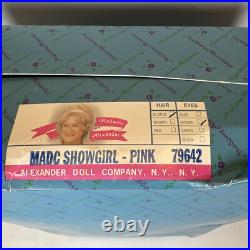 HAIR EYES
BLONDE BLUE
BROWN BROWN
RED GREEN
BLACK
Madame
Alexander
MADC SHOWGIRL - PINK 79642
ALEXANDER DOLL COMPANY, N.Y., N.Y.